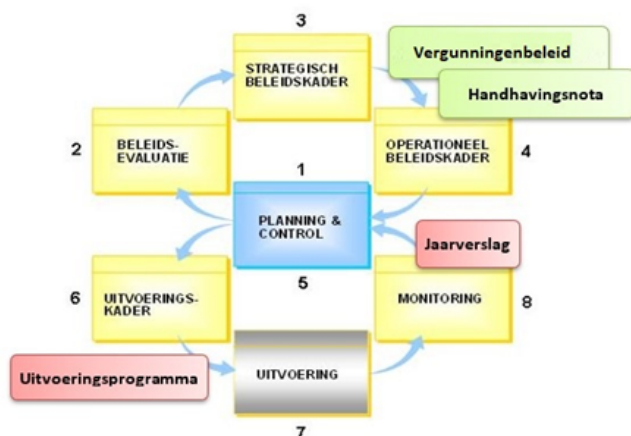 3
STRATEGISCH
BELEIDSKADER
Vergunningenbeleid
Handhavingsnota
2
BELEIDS-
EVALUATIE
OPERATIONEEL
BELEIDSKADER
4
1
PLANNING &
CONTROL
5
Jaarverslag
6
UITVOERINGS-
KADER
MONITORING
8
Uitvoeringsprogramma
UITVOERING
7